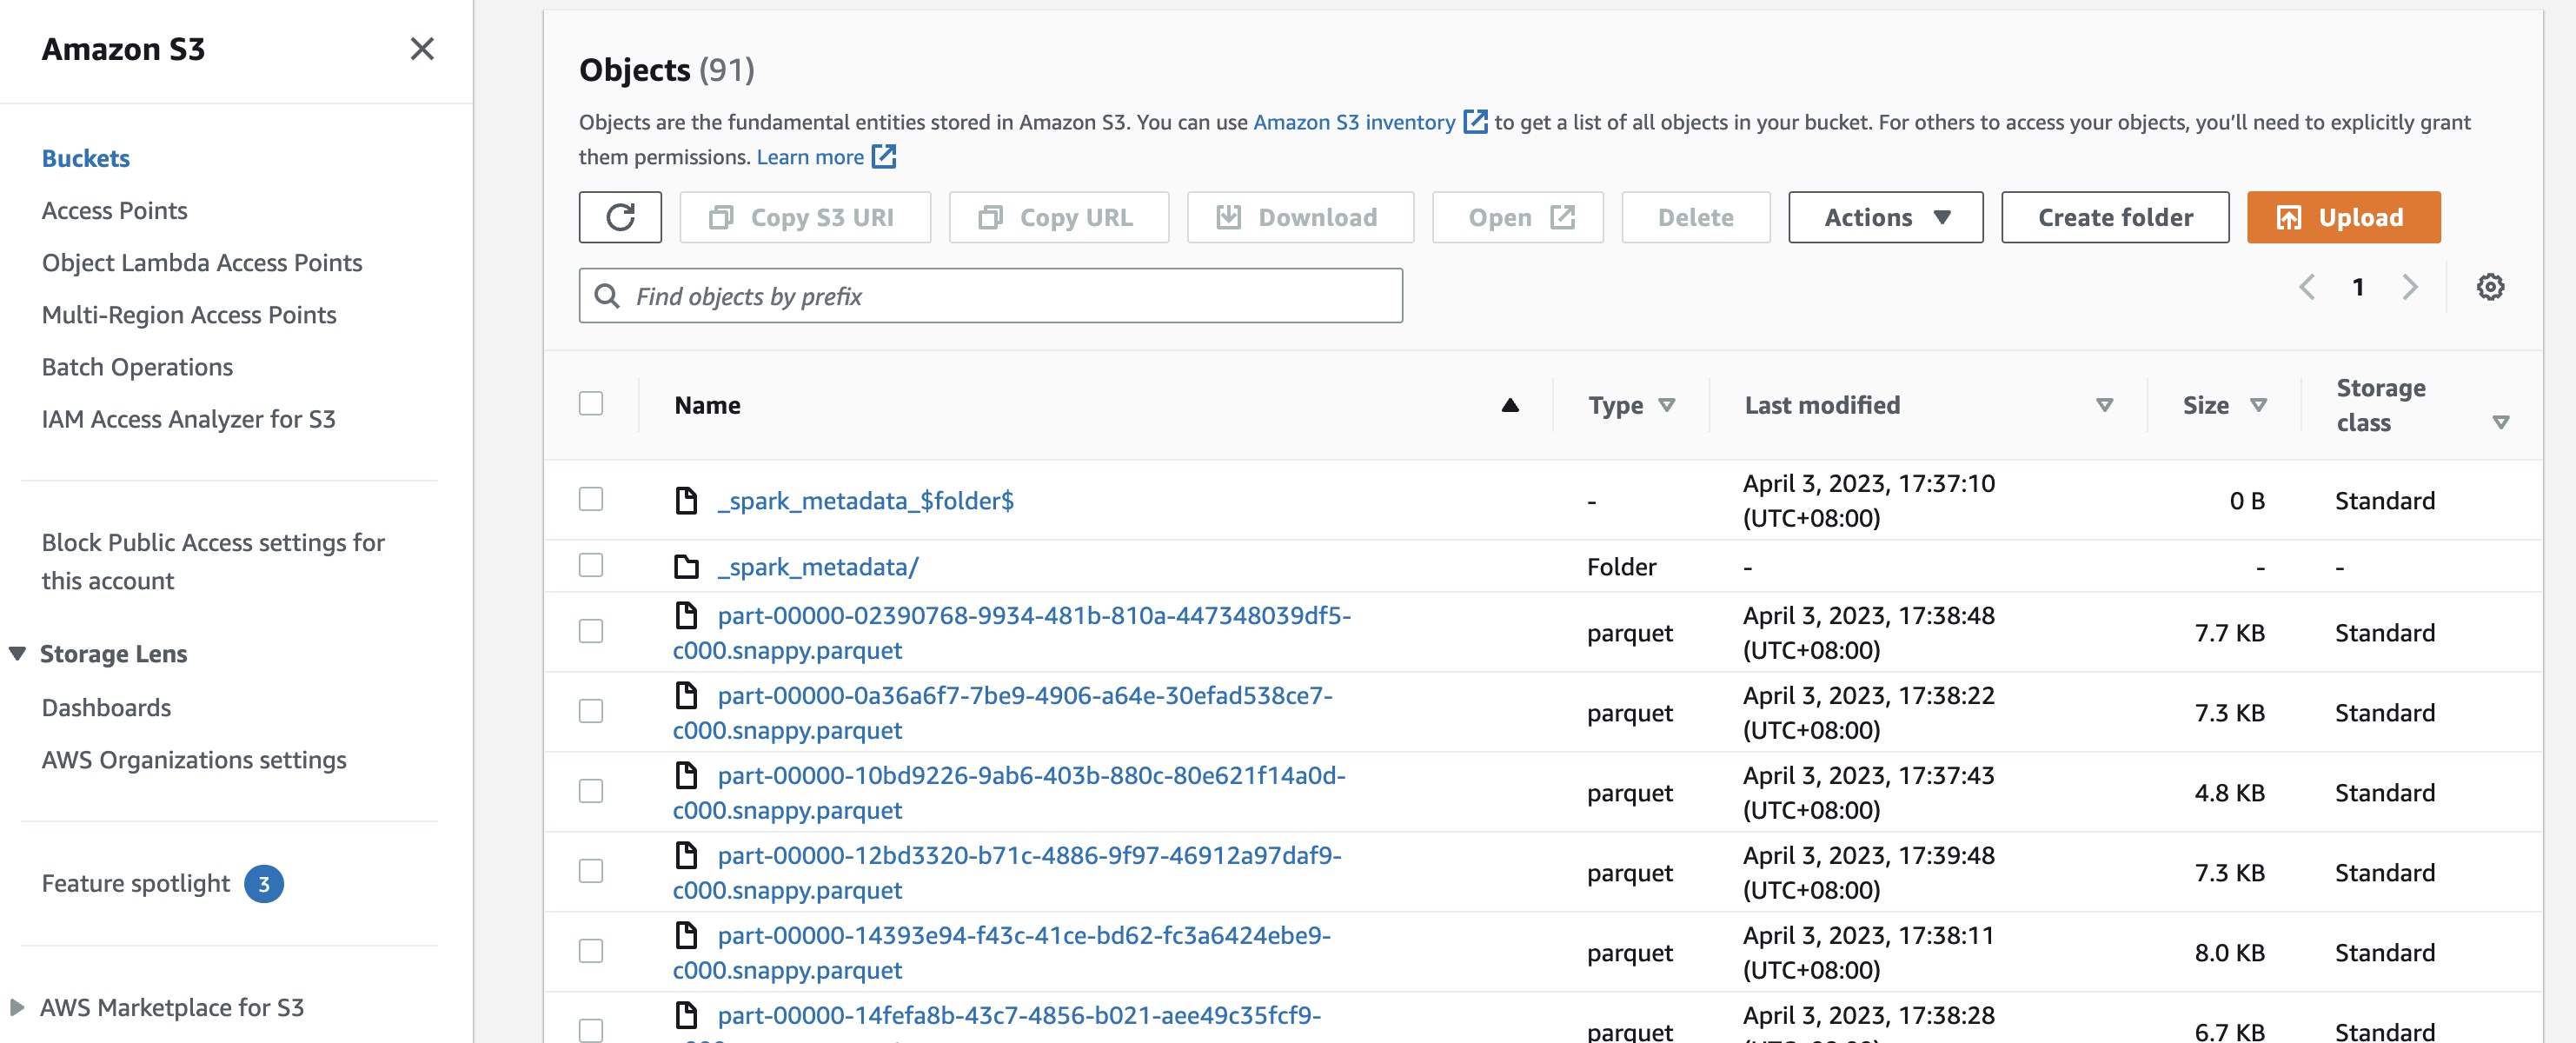 Amazon S3
Buckets
Access Points
Object Lambda Access Points
Multi-Region Access Points
Batch Operations
IAM Access Analyzer for S3
Block Public Access settings for
this account
Storage Lens
Dashboards
AWS Organizations settings
Feature spotlight 3
AWS Marketplace for S3
Objects (91)
Objects are the fundamental entities stored in Amazon S3. You can use Amazon S3 inventory to get a list of all objects in your bucket. For others to access your objects, you’ll need to explicitly grant
them permissions. Learn more
Copy S3 URI Copy URL Download Open Delete Actions Create folder Upload
Find objects by prefix
1
Name Type Last modified Size Storage
class
_spark_metadata_$folder$ - April 3, 2023, 17:37:10 0 B Standard
(UTC+08:00)
_spark_metadata/ Folder - - -
part-00000-02390768-9934-481b-810a-447348039df5- parquet April 3, 2023, 17:38:48 7.7 KB Standard
c000.snappy.parquet (UTC+08:00)
part-00000-0a36a6f7-7be9-4906-a64e-30efad538ce7- parquet April 3, 2023, 17:38:22 7.3 KB Standard
c000.snappy.parquet (UTC+08:00)
part-00000-10bd9226-9ab6-403b-880c-80e621f14a0d- parquet April 3, 2023, 17:37:43 4.8 KB Standard
c000.snappy.parquet (UTC+08:00)
part-00000-12bd3320-b71c-4886-9f97-46912a97daf9- parquet April 3, 2023, 17:39:48 7.3 KB Standard
c000.snappy.parquet (UTC+08:00)
part-00000-14393e94-f43c-41ce-bd62-fc3a6424ebe9- parquet April 3, 2023, 17:38:11 8.0 KB Standard
c000.snappy.parquet (UTC+08:00)
part-00000-14fefa8b-43c7-4856-b021-aee49c35fcf9- parquet April 3, 2023, 17:38:28 6.7 KB Standard